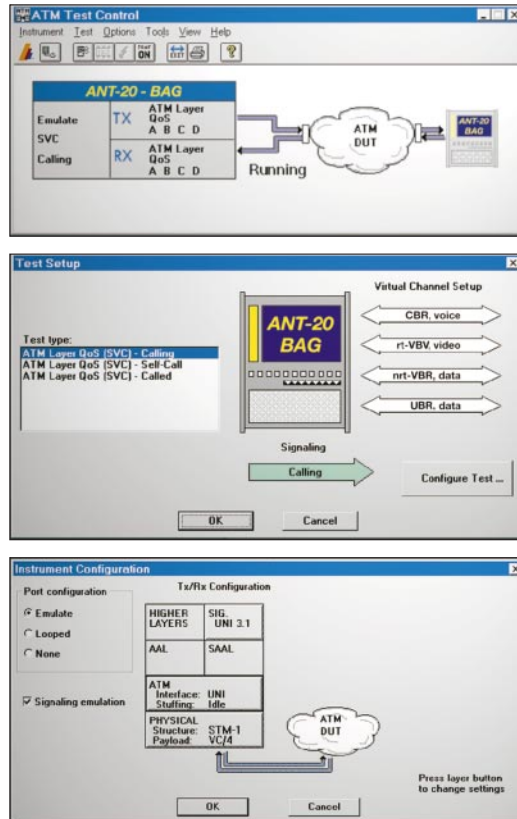 ATM Test Control
Instrument Test Options Tools View Help
TRAP
ON
EXIT
ANT-20 - BAG
Emulate
SVC
Calling
TX
ATM Layer
QoS
A B C D
RX
ATM Layer
QoS
A B C D
Running
ATM
DUT
ANT-20
BAG
Test Setup
Test type:
ATM Layer QoS (SVC) - Calling
ATM Layer QoS (SVC) - Self-Call
ATM Layer QoS (SVC) - Called
ANT-20
BAG
Virtual Channel Setup
CBR, voice
rt-VBV, video
nrt-VBR, data
UBR, data
Signaling
Calling
Configure Test ...
OK
Cancel
Instrument Configuration
Port configuration
Emulate
Looped
None
Signaling emulation
Tx/Rx Configuration
HIGHER
LAYERS
SIG.
UNI 3.1
AAL
SAAL
ATM
Interface: UNI
Stuffing: Idle
PHYSICAL
Structure: STM-1
Payload: VC/4
ATM
DUT
Press layer button
to change settings
OK
Cancel